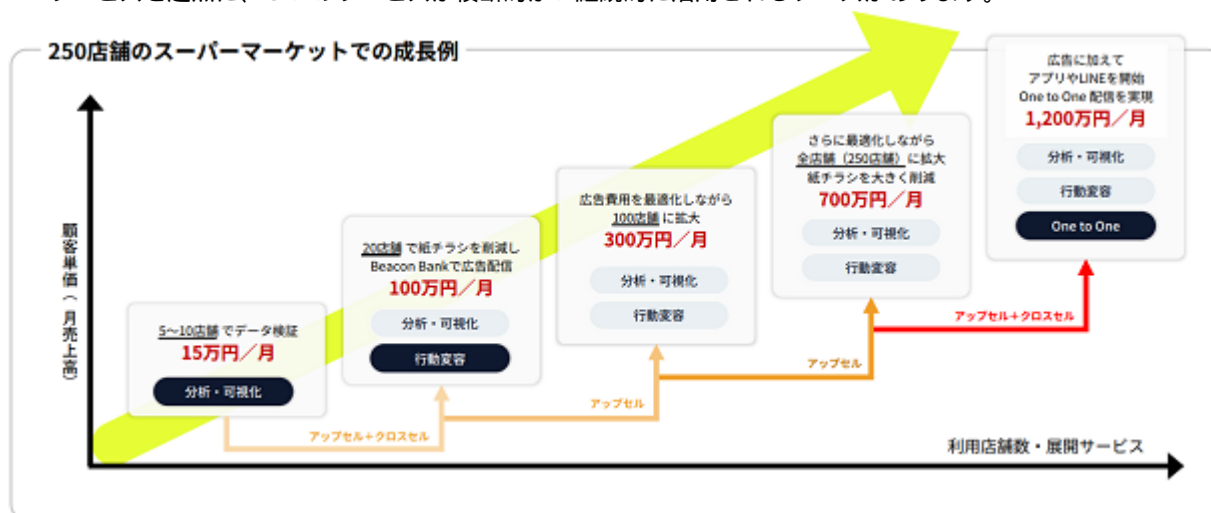 250店舗のスーパーマーケットでの成長例
顧客単価(月売上高)
5〜10店舗でデータ検証
15万円/月
分析・可視化
アップセル+クロスセル
20店舗で紙チラシを削減し
Beacon Bankで広告配信
100万円/月
分析・可視化
行動変容
アップセル
広告費用を最適化しながら
100店舗に拡大
300万円/月
分析・可視化
行動変容
アップセル
さらに最適化しながら
全店舗(250店舗)に拡大
紙チラシを大きく削減
700万円/月
分析・可視化
行動変容
アップセル+クロスセル
広告に加えて
アプリやLINEを開始
One to One 配信を実現
1,200万円/月
分析・可視化
行動変容
One to One
利用店舗数・展開サービス